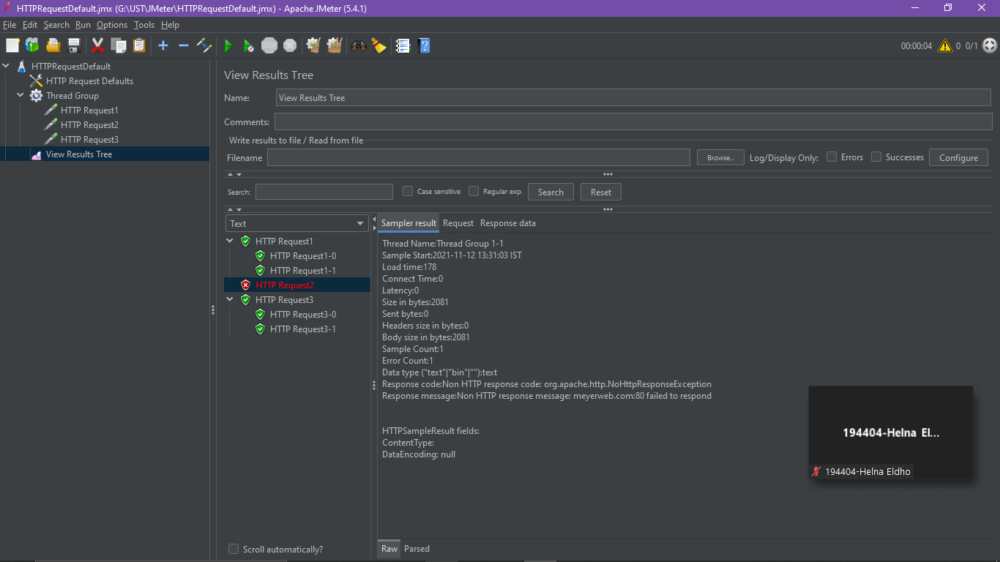 HTTPRequestDefault.jmx (G:\UST\JMeter\HTTPRequestDefault.jmx) - Apache JMeter (5.4.1)
File Edit Search Run Options Tools Help
STOP
00:00:04 0 0/1
HTTPRequestDefault
HTTP Request Defaults
Thread Group
HTTP Request1
HTTP Request2
HTTP Request3
View Results Tree
View Results Tree
Name: View Results Tree
Comments:
Write results to file / Read from file
Filename Browse... Log/Display Only: Errors Successes Configure
Search: Case sensitive Regular exp. Search Reset
Text
HTTP Request1
HTTP Request1-0
HTTP Request1-1
HTTP Request2
HTTP Request3
HTTP Request3-0
HTTP Request3-1
Scroll automatically?
Sampler result Request Response data
Thread Name:Thread Group 1-1
Sample Start:2021-11-12 13:31:03 IST
Load time:178
Connect Time:0
Latency:0
Size in bytes:2081
Sent bytes:0
Headers size in bytes:0
Body size in bytes:2081
Sample Count:1
Error Count:1
Data type ("text"|"bin"|""):text
Response code:Non HTTP response code: org.apache.http.NoHttpResponseException
Response message:Non HTTP response message: meyerweb.com:80 failed to respond
HTTPSampleResult fields:
ContentType:
DataEncoding: null
Raw Parsed
194404-Helna El...
194404-Helna Eldho